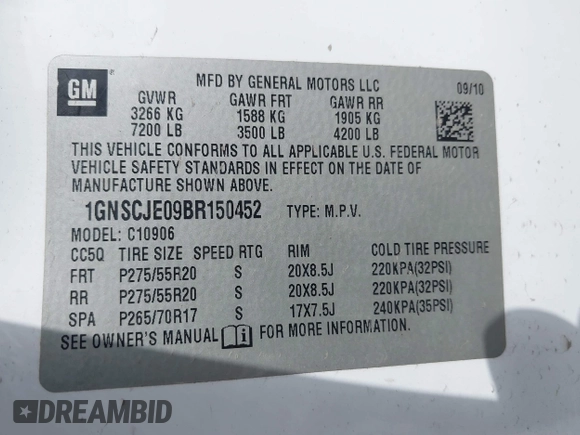 GM
MFD BY GENERAL MOTORS LLC
09/10
GVWR GAWR FRT GAWR RR
3266 KG 1588 KG 1905 KG
7200 LB 3500 LB 4200 LB
THIS VEHICLE CONFORMS TO ALL APPLICABLE U.S. FEDERAL MOTOR
VEHICLE SAFETY STANDARDS IN EFFECT ON THE DATE OF
MANUFACTURE SHOWN ABOVE.
1GNSCJE09BR150452 TYPE: M.P.V.
MODEL: C10906
CC5Q TIRE SIZE SPEED RTG RIM COLD TIRE PRESSURE
FRT P275/55R20 S 20X8.5J 220KPA(32PSI)
RR P275/55R20 S 20X8.5J 220KPA(32PSI)
SPA P265/70R17 S 17X7.5J 240KPA(35PSI)
SEE OWNER'S MANUAL i FOR MORE INFORMATION.
DREAMBID